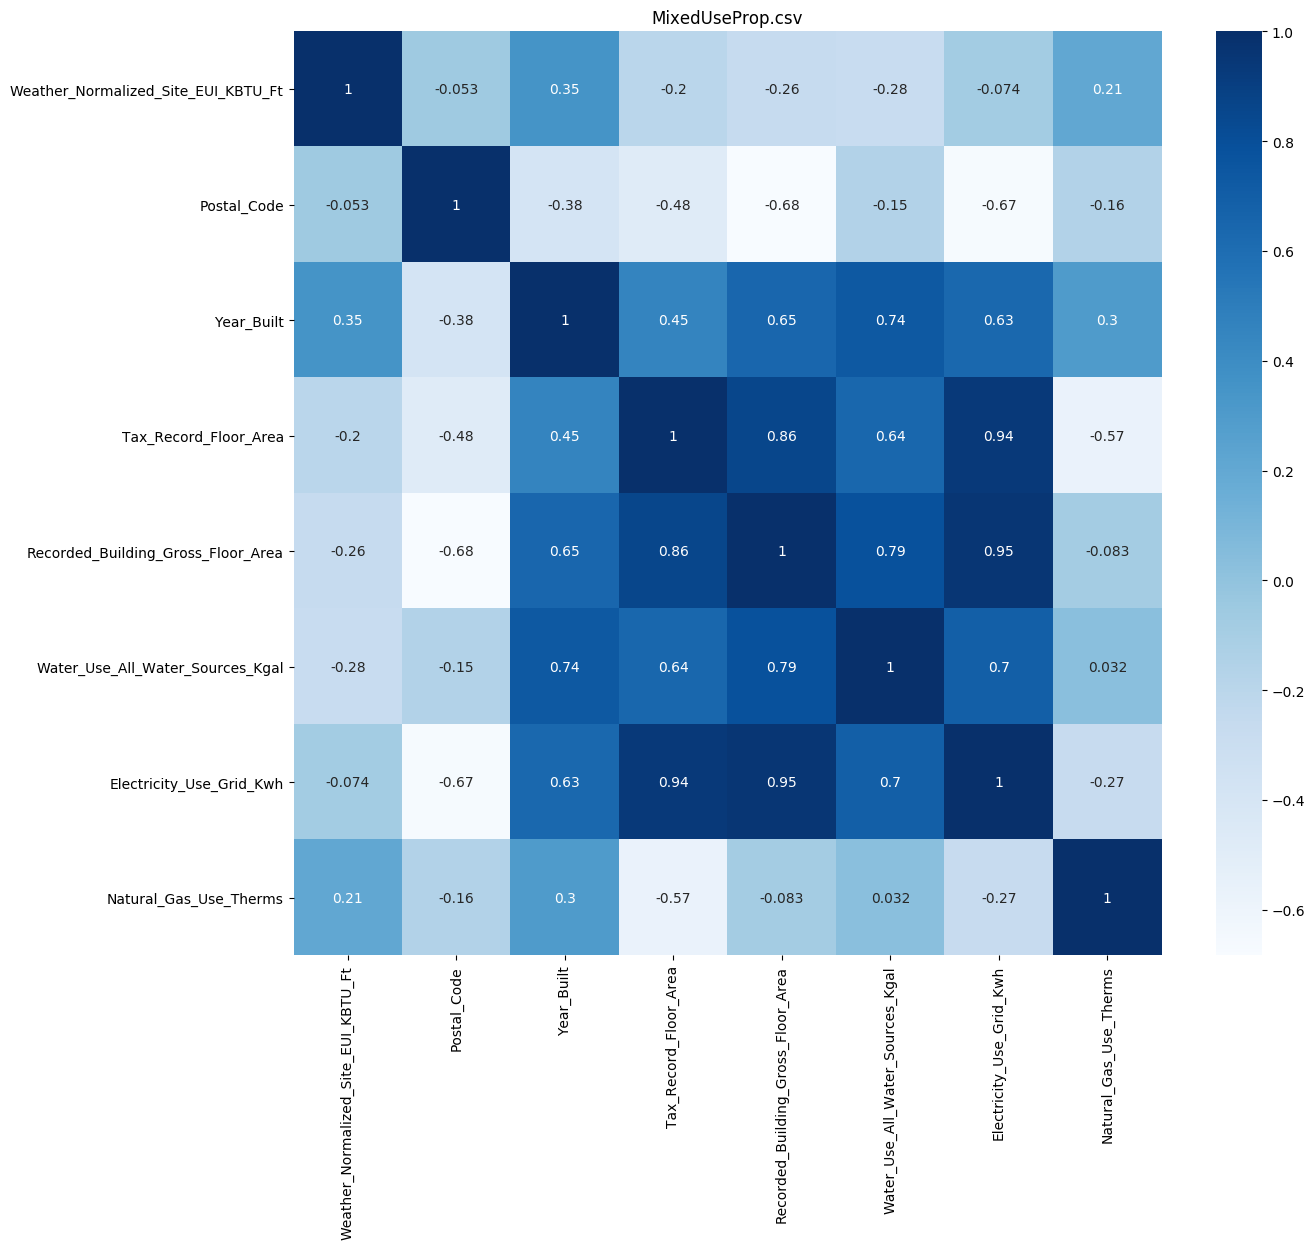 MixedUseProp.csv
Weather_Normalized_Site_EUI_KBTU_Ft 1 -0.053 0.35 -0.2 -0.26 -0.28 -0.074 0.21
Postal_Code -0.053 1 -0.38 -0.48 -0.68 -0.15 -0.67 -0.16
Year_Built 0.35 -0.38 1 0.45 0.65 0.74 0.63 0.3
Tax_Record_Floor_Area -0.2 -0.48 0.45 1 0.86 0.64 0.94 -0.57
Recorded_Building_Gross_Floor_Area -0.26 -0.68 0.65 0.86 1 0.79 0.95 -0.083
Water_Use_All_Water_Sources_Kgal -0.28 -0.15 0.74 0.64 0.79 1 0.7 0.032
Electricity_Use_Grid_Kwh -0.074 -0.67 0.63 0.94 0.95 0.7 1 -0.27
Natural_Gas_Use_Therms 0.21 -0.16 0.3 -0.57 -0.083 0.032 -0.27 1
Weather_Normalized_Site_EUI_KBTU_Ft
Postal_Code
Year_Built
Tax_Record_Floor_Area
Recorded_Building_Gross_Floor_Area
Water_Use_All_Water_Sources_Kgal
Electricity_Use_Grid_Kwh
Natural_Gas_Use_Therms
1.0
0.8
0.6
0.4
0.2
0.0
−0.2
−0.4
−0.6